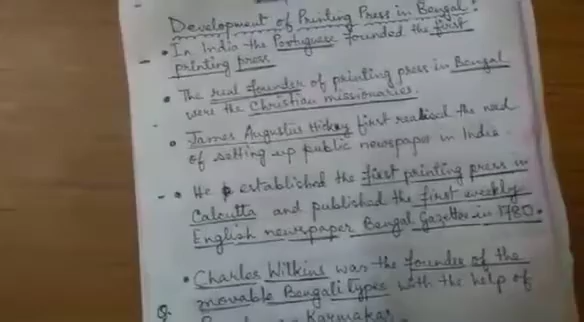 Development of Printing Press in Bengal:
• In India the Portuguese founded the first
printing press.
• The real founder of printing press in Bengal
were the Christian missionaries.
• James Augustus Hickey first realised the need
of setting up public newspaper in India.
• He established the first printing press in
Calcutta and published the first weekly
English newspaper Bengal Gazette in 1780.
• Charles Wilkins was the founder of the
movable Bengali types with the help of
Karmakar